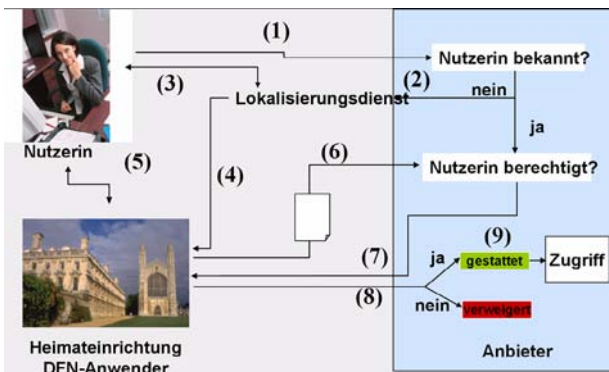 (1)
Nutzerin bekannt?
(3)
(2)
nein
Lokalisierungsdienst
ja
Nutzerin
(5)
(4)
(6)
Nutzerin berechtigt?
(7)
(9)
ja
gestattet
Zugriff
(8)
nein
verweigert
Heimateinrichtung
DFN-Anwender
Anbieter